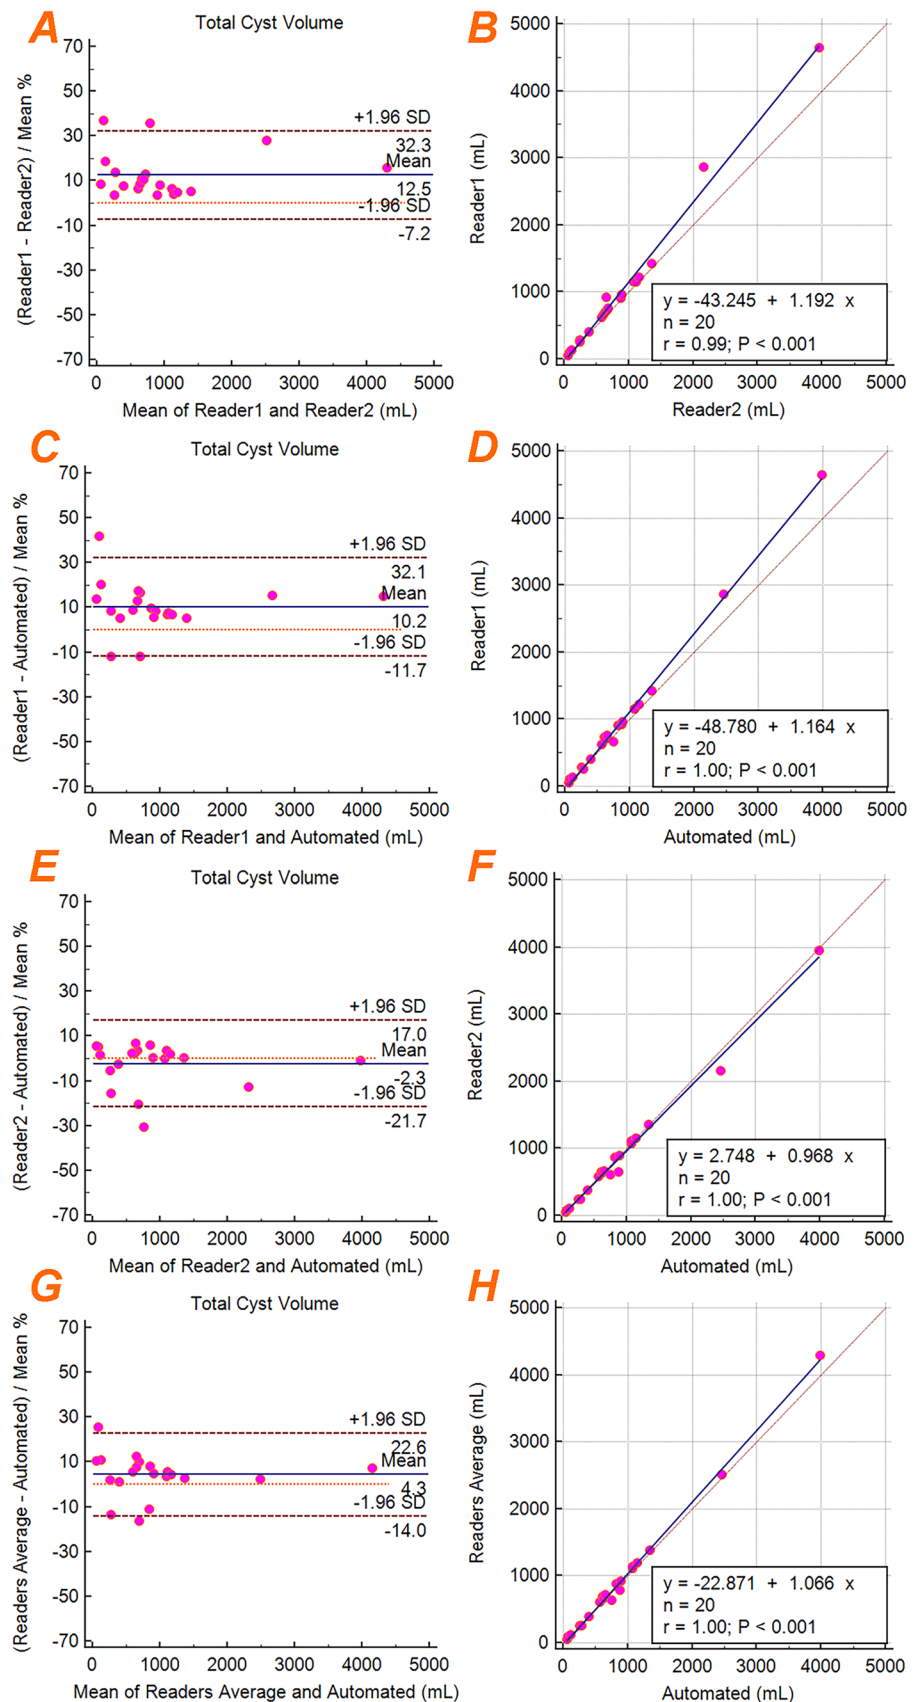 A
Total Cyst Volume
(Reader1 - Reader2) / Mean %
70
50
30
10
-10
-30
-50
-70
+1.96 SD
32.3
Mean
12.5
-1.96 SD
-7.2
0 1000 2000 3000 4000 5000
Mean of Reader1 and Reader2 (mL)
B
Reader1 (mL)
5000
4000
3000
2000
1000
0
y = -43.245 + 1.192 x
n = 20
r = 0.99; P < 0.001
0 1000 2000 3000 4000 5000
Reader2 (mL)
C
Total Cyst Volume
(Reader1 - Automated) / Mean %
70
50
30
10
-10
-30
-50
-70
+1.96 SD
32.1
Mean
10.2
-1.96 SD
-11.7
0 1000 2000 3000 4000 5000
Mean of Reader1 and Automated (mL)
D
Reader1 (mL)
5000
4000
3000
2000
1000
0
y = -48.780 + 1.164 x
n = 20
r = 1.00; P < 0.001
0 1000 2000 3000 4000 5000
Automated (mL)
E
Total Cyst Volume
(Reader2 - Automated) / Mean %
70
50
30
10
-10
-30
-50
-70
+1.96 SD
17.0
Mean
-2.3
-1.96 SD
-21.7
0 1000 2000 3000 4000 5000
Mean of Reader2 and Automated (mL)
F
Reader2 (mL)
5000
4000
3000
2000
1000
0
y = 2.748 + 0.968 x
n = 20
r = 1.00; P < 0.001
0 1000 2000 3000 4000 5000
Automated (mL)
G
Total Cyst Volume
(Readers Average - Automated) / Mean %
70
50
30
10
-10
-30
-50
-70
+1.96 SD
22.6
Mean
4.3
-1.96 SD
-14.0
0 1000 2000 3000 4000 5000
Mean of Readers Average and Automated (mL)
H
Readers Average (mL)
5000
4000
3000
2000
1000
0
y = -22.871 + 1.066 x
n = 20
r = 1.00; P < 0.001
0 1000 2000 3000 4000 5000
Automated (mL)